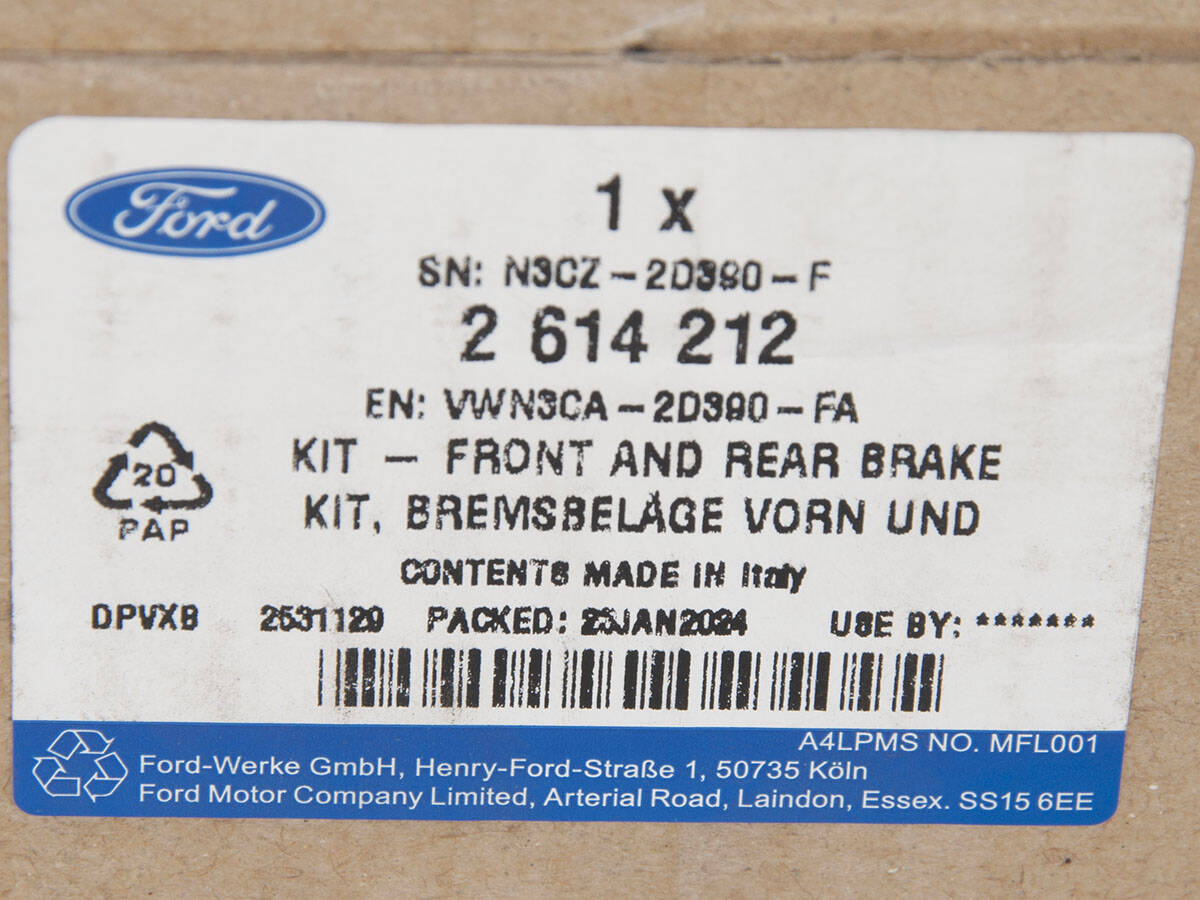 Ford
1 x
SN: N3CZ-2D390-F
2 614 212
EN: VWN3CA-2D390-FA
KIT - FRONT AND REAR BRAKE
KIT, BREMSBELÄGE VORN UND
20
PAP
CONTENTS MADE IN Italy
DPVXB 2531120 PACKED: 25JAN2024 USE BY: *******
A4LPMS NO. MFL001
Ford-Werke GmbH, Henry-Ford-Straße 1, 50735 Köln
Ford Motor Company Limited, Arterial Road, Laindon, Essex. SS15 6EE